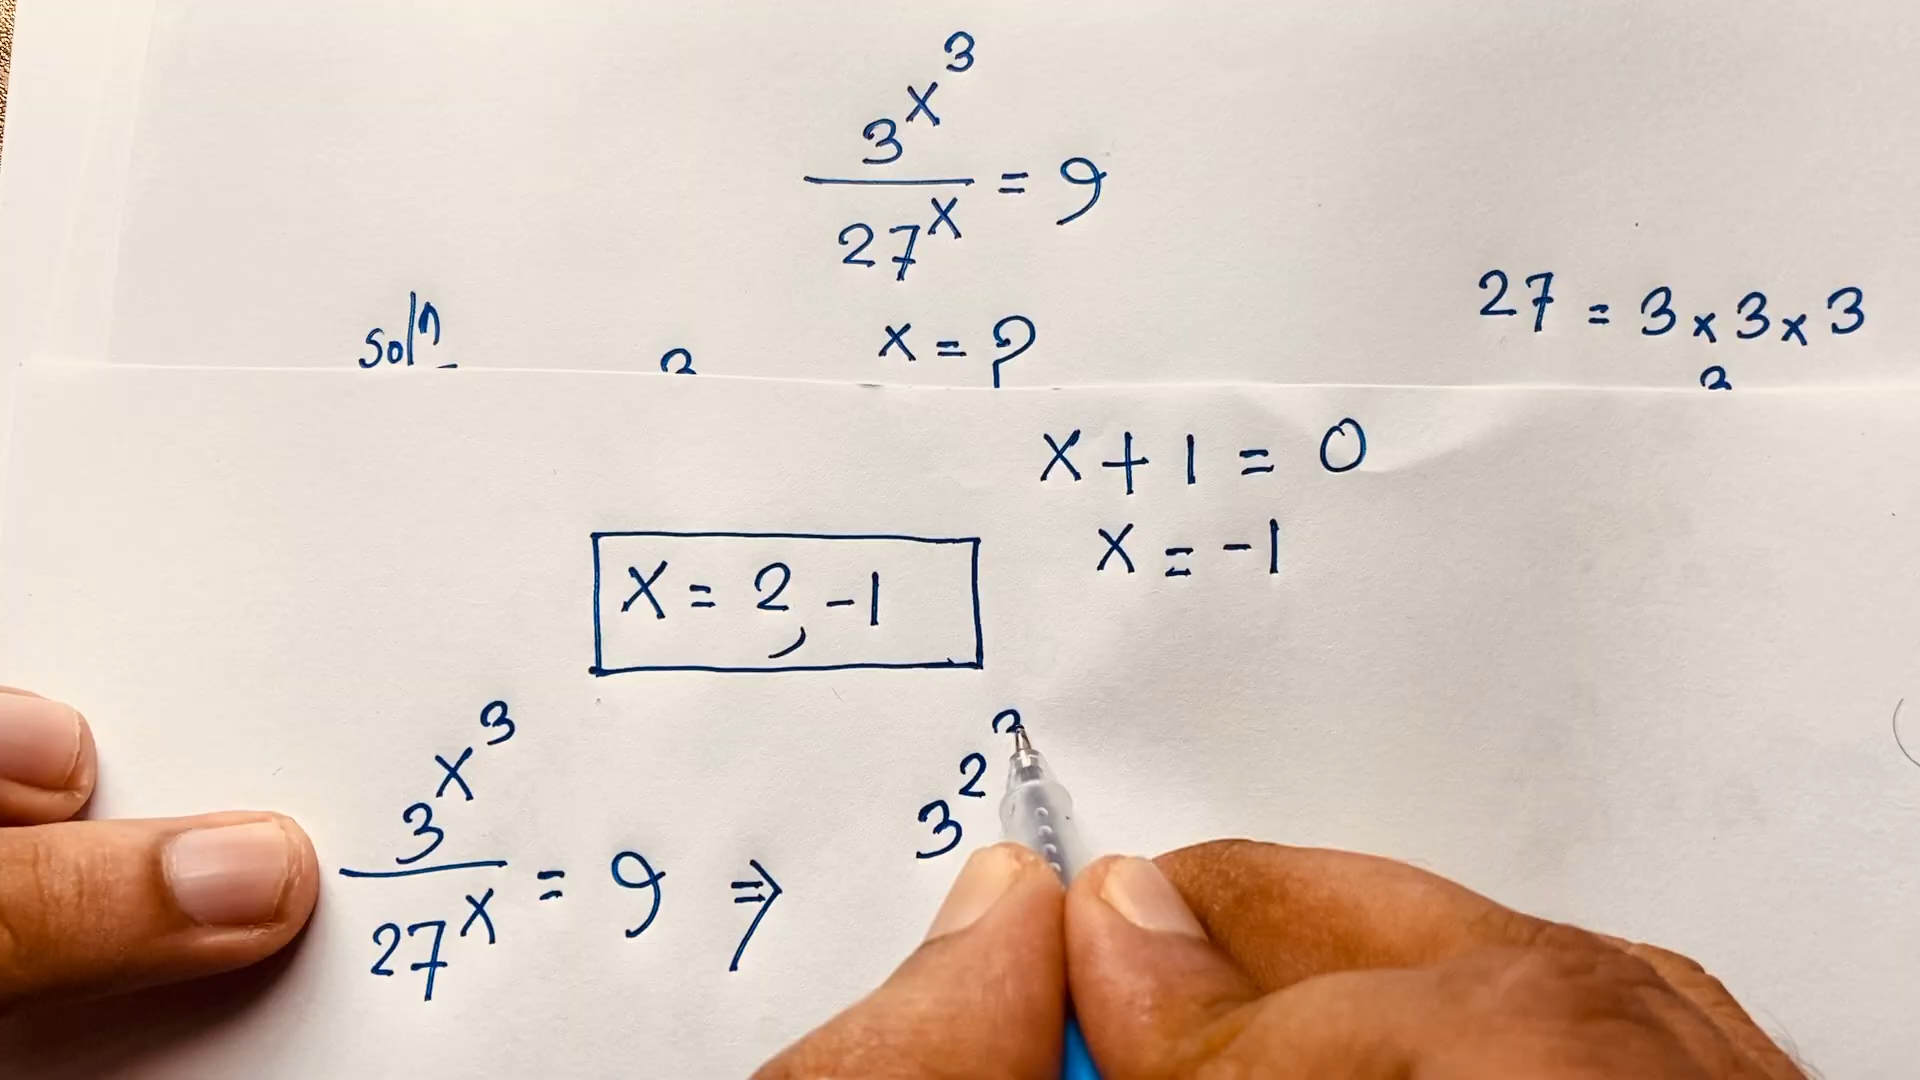 3^x^3 / 27^x = 9
x = ?
27 = 3 x 3 x 3
soln
x + 1 = 0
x = -1
x = 2, -1
3^x^3 / 27^x = 9 ⇒ 3^2^3